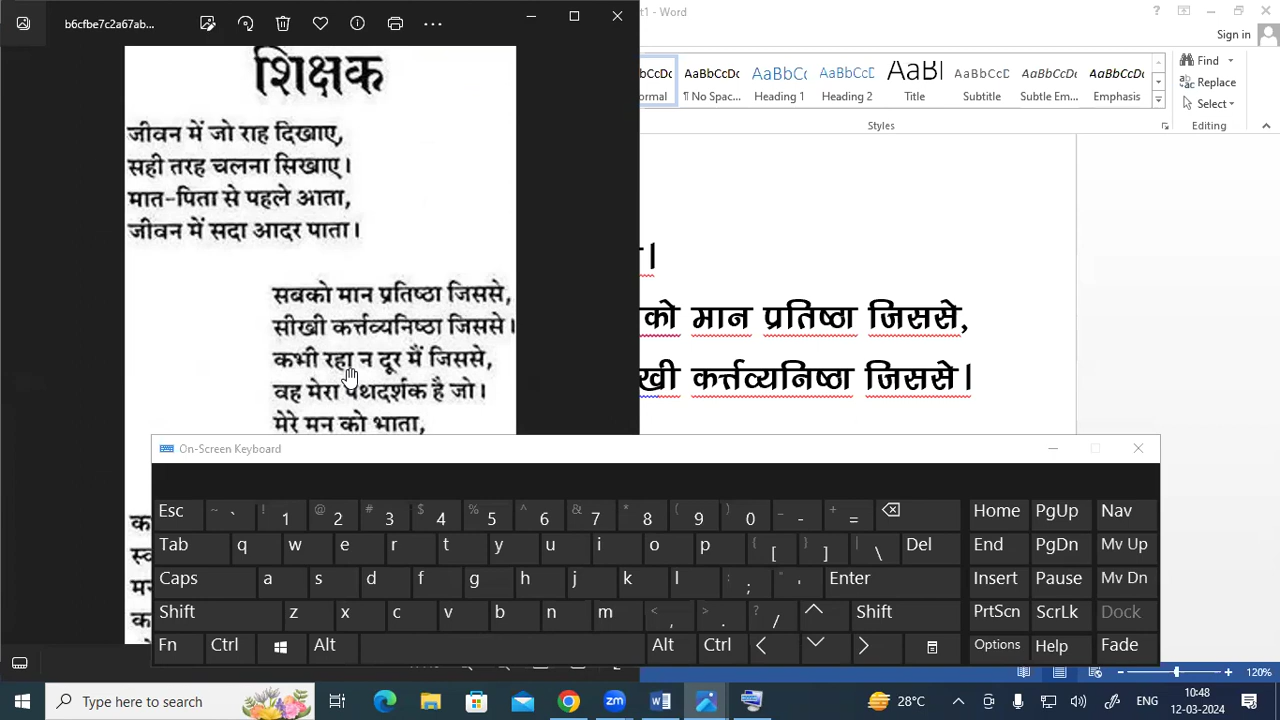 b6cfbe7c2a67ab...
t1 - Word
Sign in
शिक्षक
जीवन में जो राह दिखाए,
सही तरह चलना सिखाए।
मात-पिता से पहले आता,
जीवन में सदा आदर पाता।
सबको मान प्रतिष्ठा जिससे,
सीखी कर्त्तव्यनिष्ठा जिससे।
कभी रहा न दूर मैं जिससे,
वह मेरा पथदर्शक है जो।
मेरे मन को भाता,
AaBbCcDc AaBbCc AaBbCcC AaBI AaBbCcD AaBbCcDc AaBbCcDc
¶ No Spac... Heading 1 Heading 2 Title Subtitle Subtle Em... Emphasis
Styles
Find
Replace
Select
Editing
को मान प्रतिष्ठा जिससे,
खी कर्त्तव्यनिष्ठा जिससे।
On-Screen Keyboard
Esc ~ ` ! 1 @ 2 # 3 $ 4 % 5 ^ 6 & 7 * 8 ( 9 ) 0 _ - + = Home PgUp Nav
Tab q w e r t y u i o p { [ } ] | \ Del End PgDn Mv Up
Caps a s d f g h j k l : ; " ' Enter Insert Pause Mv Dn
Shift z x c v b n m < , > . ? / Shift PrtScn ScrLk Dock
Fn Ctrl Alt Alt Ctrl Options Help Fade
120%
Type here to search
zm
28°C
ENG
10:48
12-03-2024